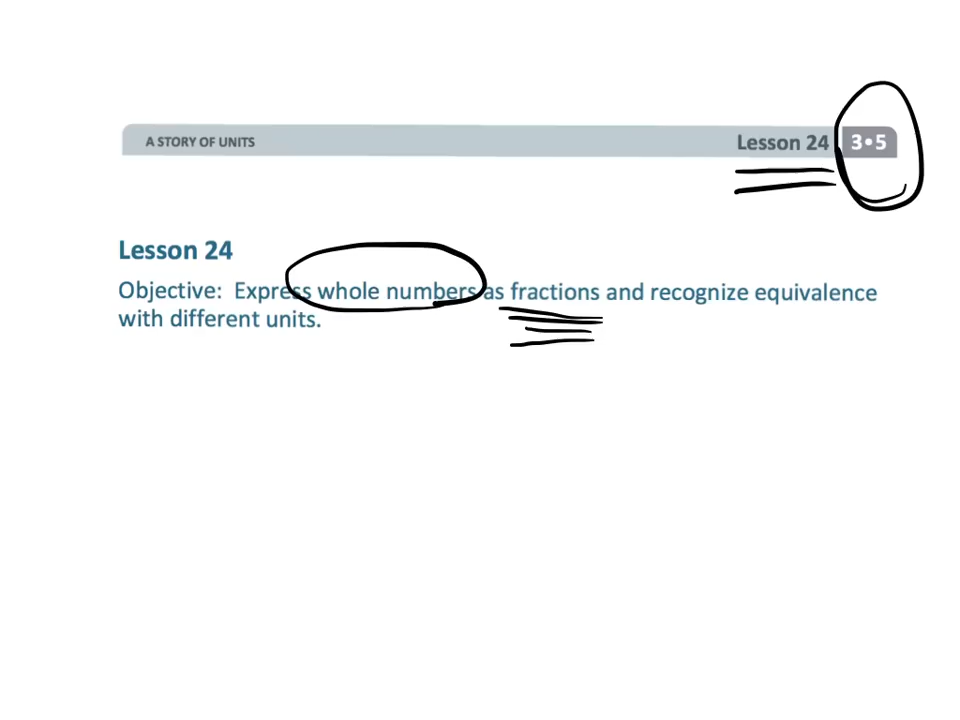 A STORY OF UNITS
Lesson 24 3•5
Lesson 24
Objective: Express whole numbers as fractions and recognize equivalence
with different units.